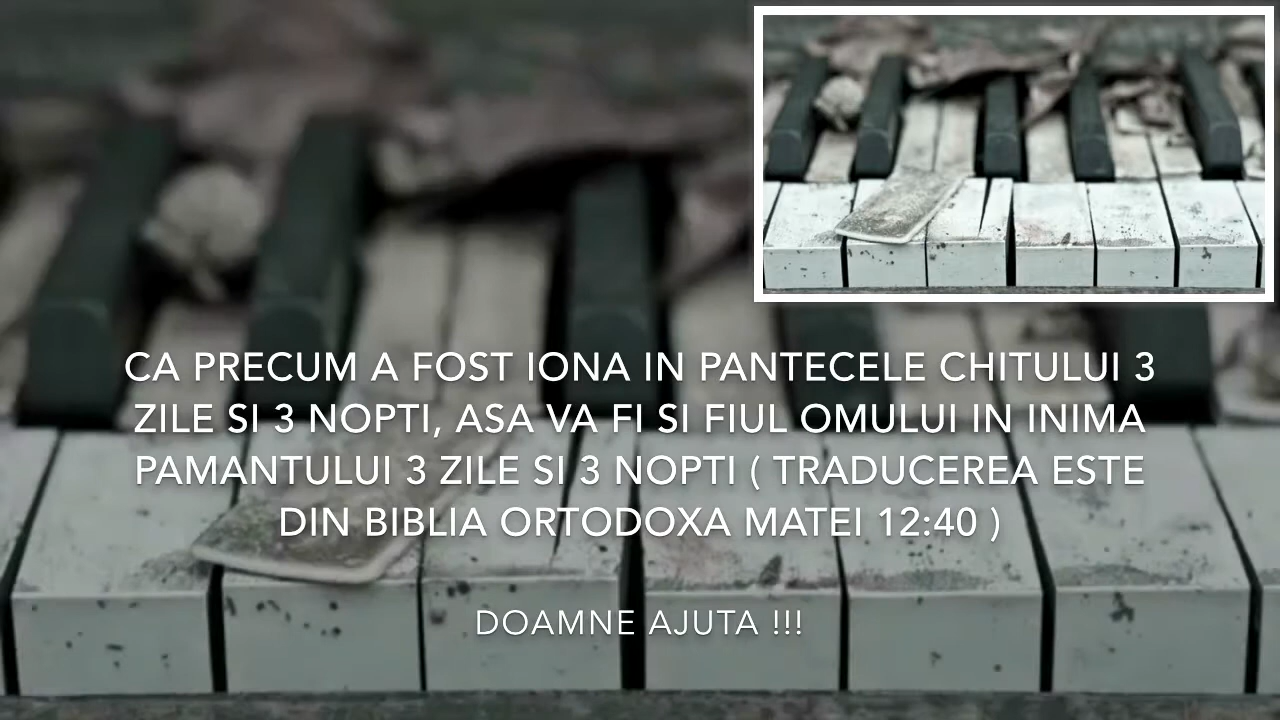 CA PRECUM A FOST IONA IN PANTECELE CHITULUI 3
ZILE SI 3 NOPTI, ASA VA FI SI FIUL OMULUI IN INIMA
PAMANTULUI 3 ZILE SI 3 NOPTI ( TRADUCEREA ESTE
DIN BIBLIA ORTODOXA MATEI 12:40 )
DOAMNE AJUTA !!!